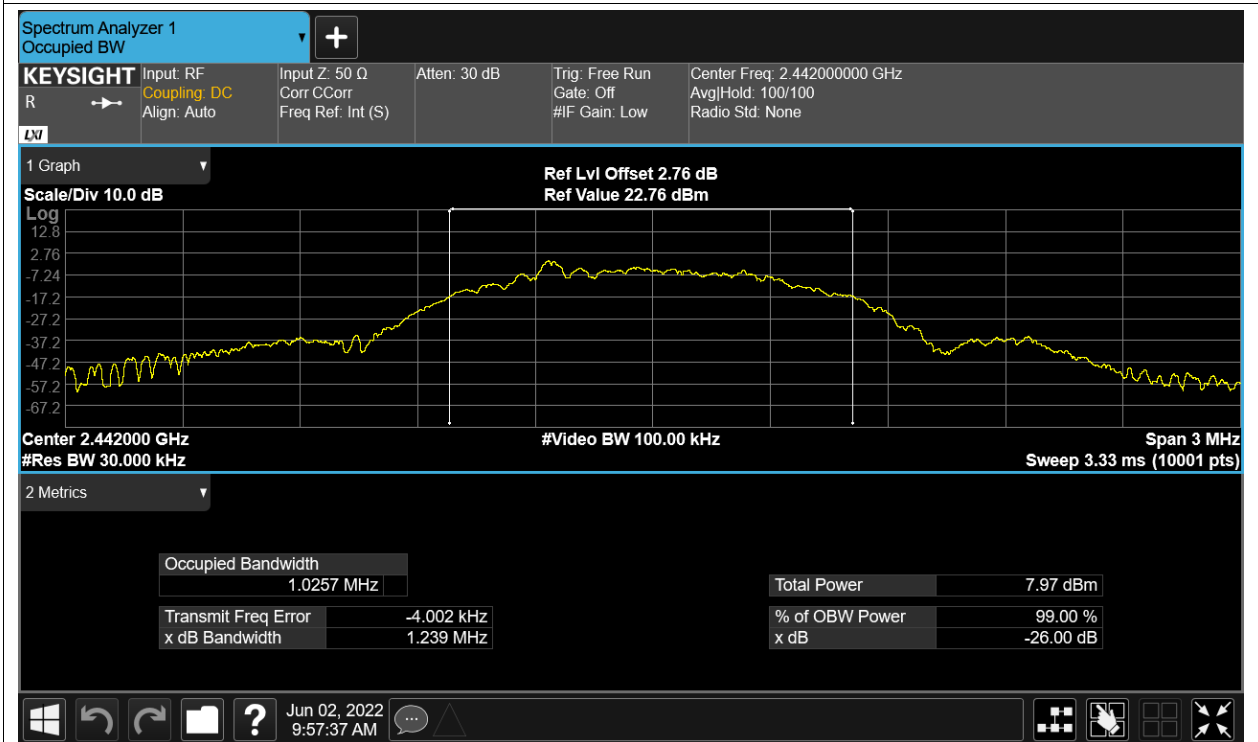 Spectrum Analyzer 1
Occupied BW
KEYSIGHT Input: RF Input Z: 50 Ω Atten: 30 dB Trig: Free Run Center Freq: 2.442000000 GHz
R Coupling: DC Corr CCorr Gate: Off Avg|Hold: 100/100
Align: Auto Freq Ref: Int (S) #IF Gain: Low Radio Std: None
LXI
1 Graph
Ref Lvl Offset 2.76 dB
Scale/Div 10.0 dB Ref Value 22.76 dBm
Log
12.8
2.76
-7.24
-17.2
-27.2
-37.2
-47.2
-57.2
-67.2
Center 2.442000 GHz #Video BW 100.00 kHz Span 3 MHz
#Res BW 30.000 kHz Sweep 3.33 ms (10001 pts)
2 Metrics
Occupied Bandwidth
1.0257 MHz Total Power 7.97 dBm
Transmit Freq Error -4.002 kHz % of OBW Power 99.00 %
x dB Bandwidth 1.239 MHz x dB -26.00 dB
? Jun 02, 2022
9:57:37 AM